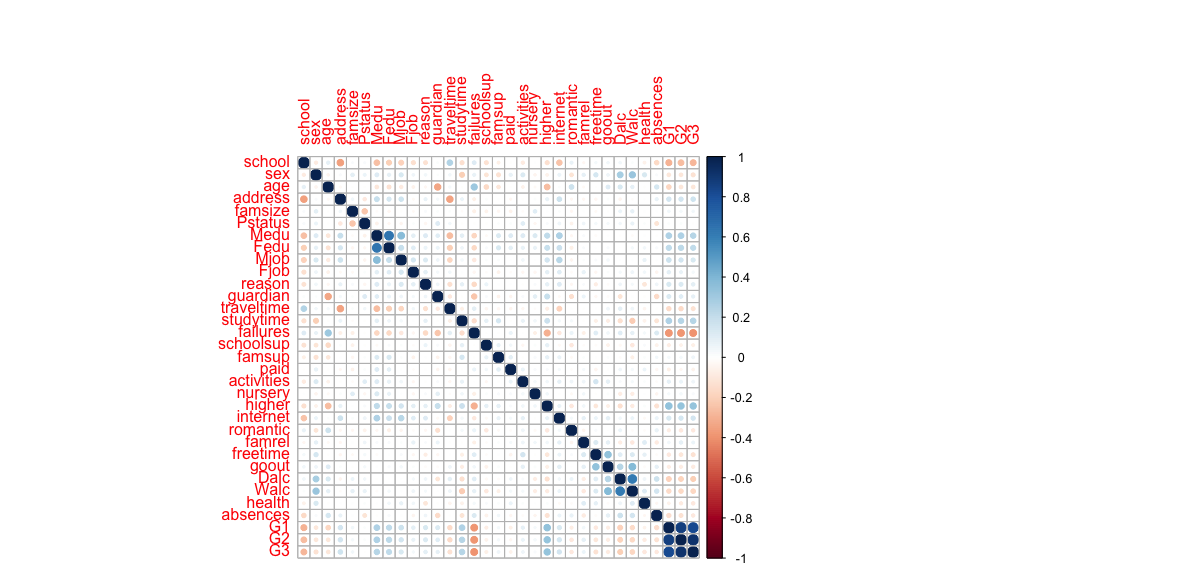 school
sex
age
address
famsize
Pstatus
Medu
Fedu
Mjob
Fjob
reason
guardian
traveltime
studytime
failures
schoolsup
famsup
paid
activities
nursery
higher
internet
romantic
famrel
freetime
goout
Dalc
Walc
health
absences
G1
G2
G3
school
sex
age
address
famsize
Pstatus
Medu
Fedu
Mjob
Fjob
reason
guardian
traveltime
studytime
failures
schoolsup
famsup
paid
activities
nursery
higher
internet
romantic
famrel
freetime
goout
Dalc
Walc
health
absences
G1
G2
G3
1
0.8
0.6
0.4
0.2
0
-0.2
-0.4
-0.6
-0.8
-1